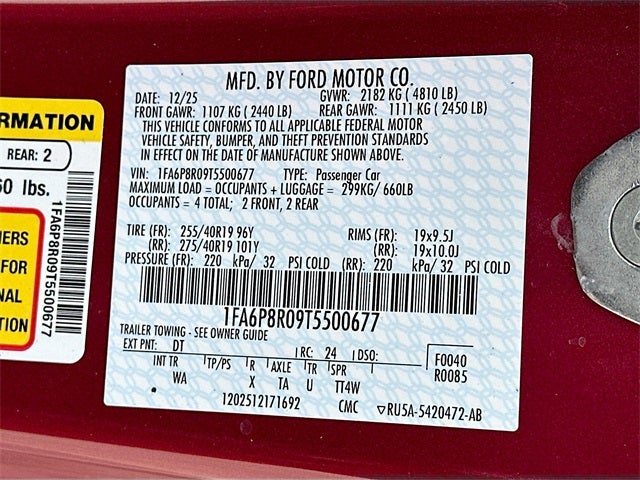 MFD. BY FORD MOTOR CO.
DATE: 12/25 GVWR: 2182 KG ( 4810 LB)
FRONT GAWR: 1107 KG ( 2440 LB) REAR GAWR: 1111 KG ( 2450 LB)
THIS VEHICLE CONFORMS TO ALL APPLICABLE FEDERAL MOTOR
VEHICLE SAFETY, BUMPER, AND THEFT PREVENTION STANDARDS
IN EFFECT ON THE DATE OF MANUFACTURE SHOWN ABOVE.
VIN: 1FA6P8R09T5500677 TYPE: Passenger Car
MAXIMUM LOAD = OCCUPANTS + LUGGAGE = 299KG/ 660LB
OCCUPANTS = 4 TOTAL; 2 FRONT, 2 REAR
TIRE (FR): 255/40R19 96Y RIMS (FR): 19x9.5J
(RR): 275/40R19 101Y (RR): 19x10.0J
PRESSURE (FR): 220 kPa/ 32 PSI COLD (RR): 220 kPa/ 32 PSI COLD
1FA6P8R09T5500677
TRAILER TOWING - SEE OWNER GUIDE
EXT PNT: DT RC: 24 DSO: F0040
INT TR TP/PS R AXLE TR SPR R0085
WA X TA U TT4W
1202512171692 CMC RU5A-5420472-AB
ORMATION
REAR: 2
60 lbs.
NERS
FOR
NAL
N
1FA6P8R09T5500677